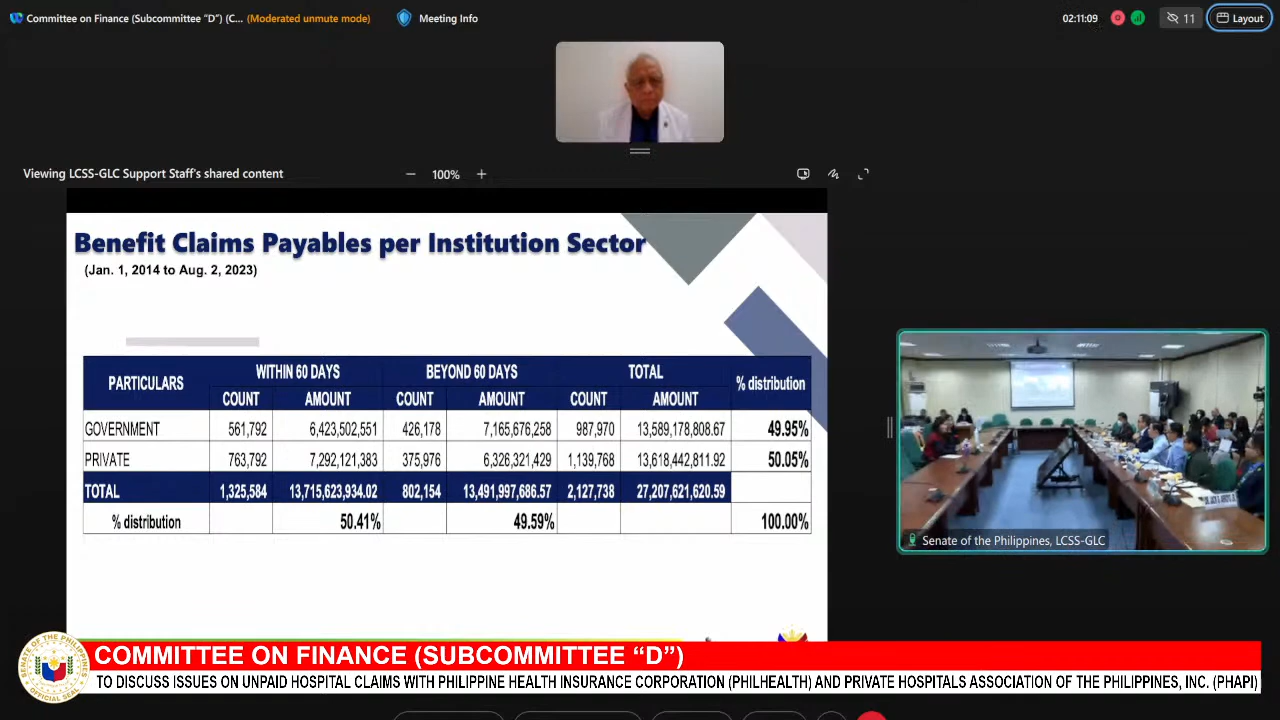 Committee on Finance (Subcommittee "D") (C... (Moderated unmute mode) Meeting Info 02:11:09 11 Layout
Viewing LCSS-GLC Support Staff's shared content 100%
Benefit Claims Payables per Institution Sector
(Jan. 1, 2014 to Aug. 2, 2023)
PARTICULARS WITHIN 60 DAYS BEYOND 60 DAYS TOTAL % distribution
COUNT AMOUNT COUNT AMOUNT COUNT AMOUNT
GOVERNMENT 561,792 6,423,502,551 426,178 7,165,676,258 987,970 13,589,178,808.67 49.95%
PRIVATE 763,792 7,292,121,383 375,976 6,326,321,429 1,139,768 13,618,442,811.92 50.05%
TOTAL 1,325,584 13,715,623,934.02 802,154 13,491,997,686.57 2,127,738 27,207,621,620.59
% distribution 50.41% 49.59% 100.00%
Senate of the Philippines, LCSS-GLC
SENATE OF THE PHILIPPINES
OFFICIAL SEAL
COMMITTEE ON FINANCE (SUBCOMMITTEE “D”)
TO DISCUSS ISSUES ON UNPAID HOSPITAL CLAIMS WITH PHILIPPINE HEALTH INSURANCE CORPORATION (PHILHEALTH) AND PRIVATE HOSPITALS ASSOCIATION OF THE PHILIPPINES, INC. (PHAPI)